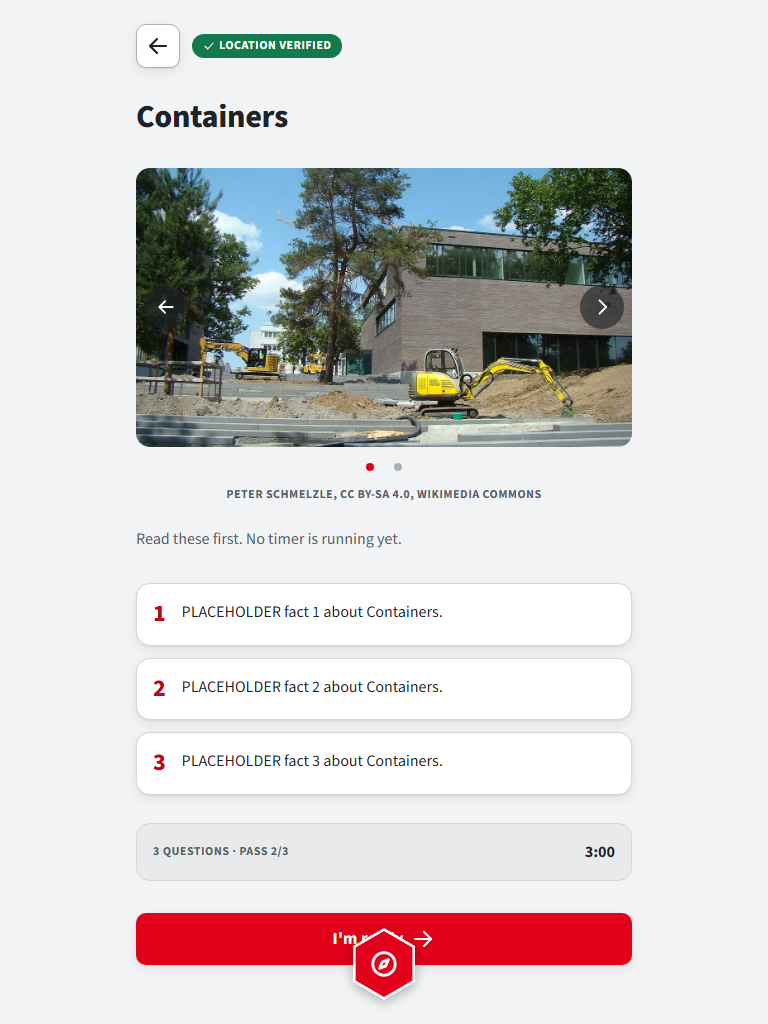 LOCATION VERIFIED
Containers
PETER SCHMELZLE, CC BY-SA 4.0, WIKIMEDIA COMMONS
Read these first. No timer is running yet.
1 PLACEHOLDER fact 1 about Containers.
2 PLACEHOLDER fact 2 about Containers.
3 PLACEHOLDER fact 3 about Containers.
3 QUESTIONS · PASS 2/3 3:00
I'm